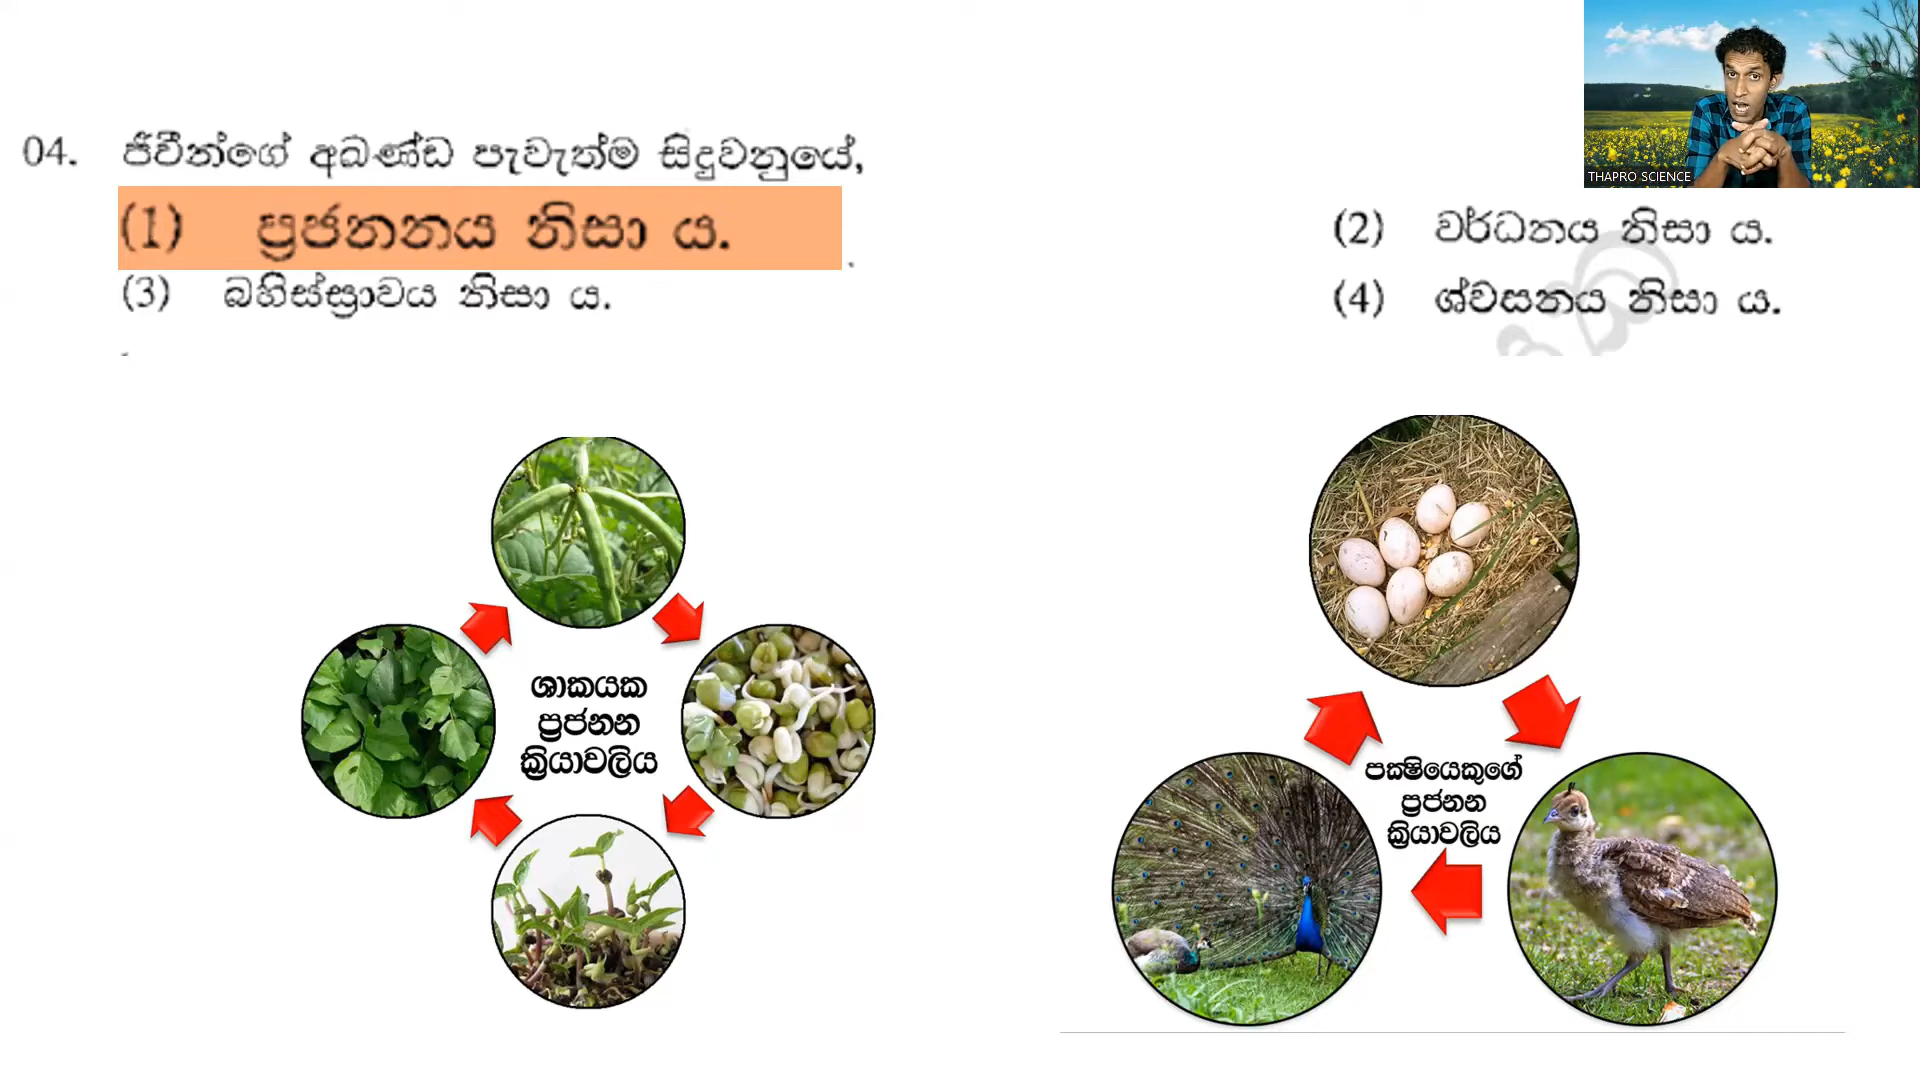 THAPRO SCIENCE
04. ජීවීන්ගේ අඛණ්ඩ පැවැත්ම සිදුවනුයේ,
(1) ප්‍රජනනය නිසා ය.
(2) වර්ධනය නිසා ය.
(3) බහිස්ස්‍රාවය නිසා ය.
(4) ශ්වසනය නිසා ය.
ශාකයක
ප්‍රජනන
ක්‍රියාවලිය
පක්ෂියෙකුගේ
ප්‍රජනන
ක්‍රියාවලිය